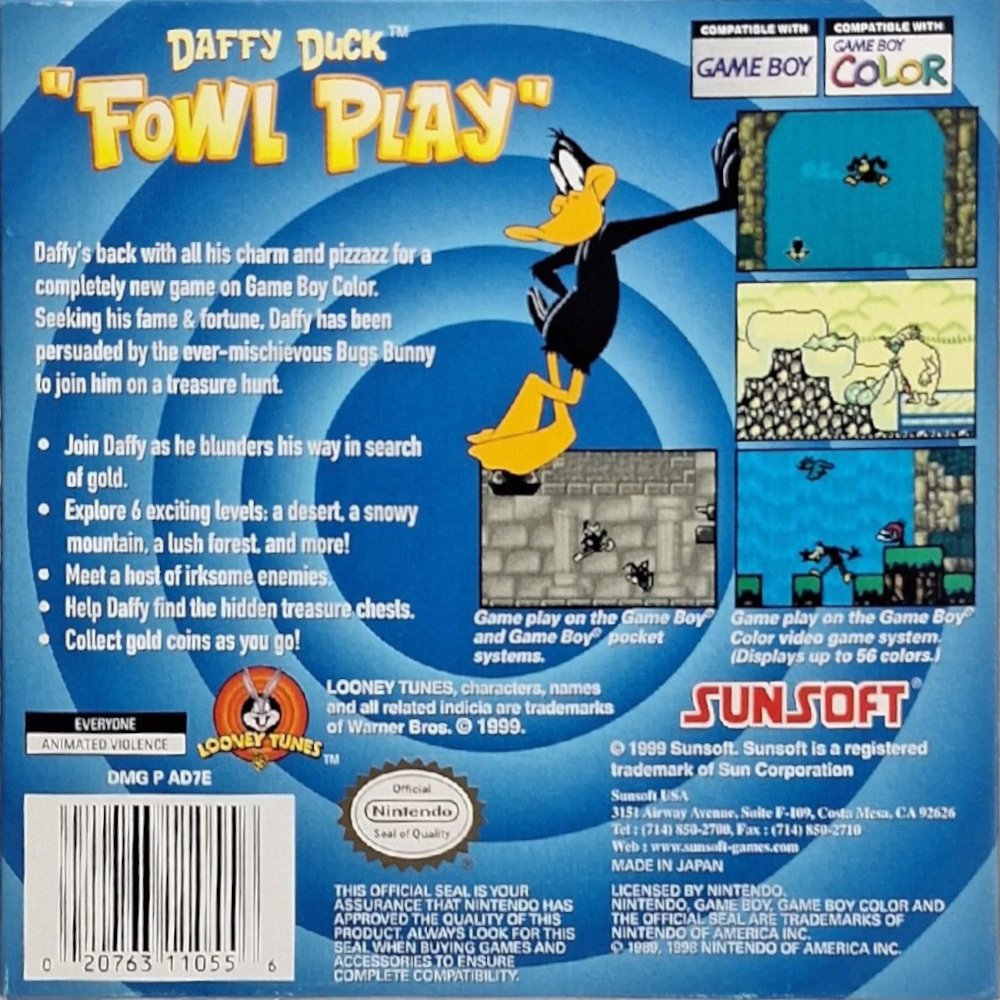 DAFFY DUCK™
"FOWL PLAY"
COMPATIBLE WITH
GAME BOY
COMPATIBLE WITH
GAME BOY
COLOR
Daffy's back with all his charm and pizzazz for a
completely new game on Game Boy Color.
Seeking his fame & fortune, Daffy has been
persuaded by the ever-mischievous Bugs Bunny
to join him on a treasure hunt.
• Join Daffy as he blunders his way in search
of gold.
• Explore 6 exciting levels: a desert, a snowy
mountain, a lush forest, and more!
• Meet a host of irksome enemies.
• Help Daffy find the hidden treasure chests.
• Collect gold coins as you go!
Game play on the Game Boy®
and Game Boy® pocket
systems.
Game play on the Game Boy®
Color video game system.
(Displays up to 56 colors.)
EVERYONE
ANIMATED VIOLENCE
DMG P AD7E
LOONEY TUNES
TM
LOONEY TUNES, characters, names
and all related indicia are trademarks
of Warner Bros. © 1999.
SUNSOFT®
© 1999 Sunsoft. Sunsoft is a registered
trademark of Sun Corporation
Sunsoft USA
3151 Airway Avenue, Suite F-109, Costa Mesa, CA 92626
Tel : (714) 850-2700, Fax : (714) 850-2710
Web : www.sunsoft-games.com
MADE IN JAPAN
Official
Nintendo
Seal of Quality
®
THIS OFFICIAL SEAL IS YOUR
ASSURANCE THAT NINTENDO HAS
APPROVED THE QUALITY OF THIS
PRODUCT. ALWAYS LOOK FOR THIS
SEAL WHEN BUYING GAMES AND
ACCESSORIES TO ENSURE
COMPLETE COMPATIBILITY.
LICENSED BY NINTENDO.
NINTENDO, GAME BOY, GAME BOY COLOR AND
THE OFFICIAL SEAL ARE TRADEMARKS OF
NINTENDO OF AMERICA INC.
© 1989, 1998 NINTENDO OF AMERICA INC.
0 20763 11055 6